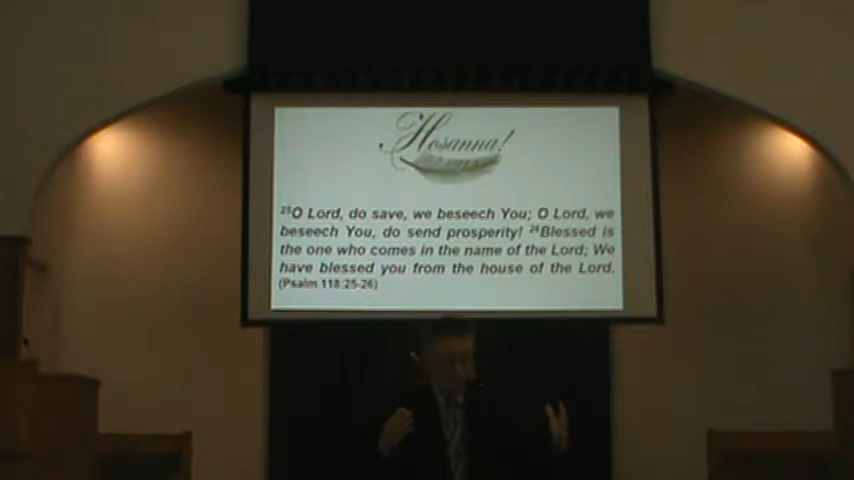 Hosanna!
²⁵O Lord, do save, we beseech You; O Lord, we
beseech You, do send prosperity! ²⁶Blessed is
the one who comes in the name of the Lord; We
have blessed you from the house of the Lord.
(Psalm 118:25-26)